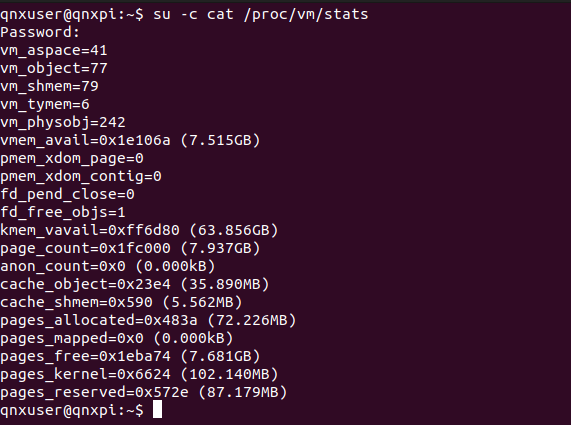 qnxuser@qnxpi:~$ su -c cat /proc/vm/stats
Password:
vm_aspace=41
vm_object=77
vm_shmem=79
vm_tymem=6
vm_physobj=242
vmem_avail=0x1e106a (7.515GB)
pmem_xdom_page=0
pmem_xdom_contig=0
fd_pend_close=0
fd_free_objs=1
kmem_vavail=0xff6d80 (63.856GB)
page_count=0x1fc000 (7.937GB)
anon_count=0x0 (0.000kB)
cache_object=0x23e4 (35.890MB)
cache_shmem=0x590 (5.562MB)
pages_allocated=0x483a (72.226MB)
pages_mapped=0x0 (0.000kB)
pages_free=0x1eba74 (7.681GB)
pages_kernel=0x6624 (102.140MB)
pages_reserved=0x572e (87.179MB)
qnxuser@qnxpi:~$